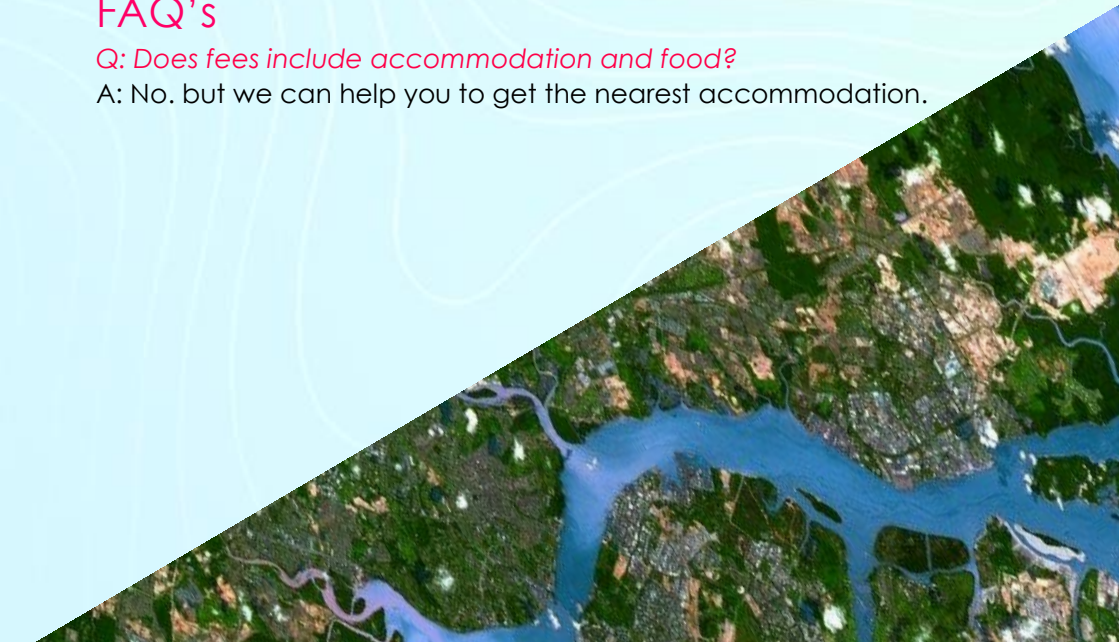 FAQ's
Q: Does fees include accommodation and food?
A: No. but we can help you to get the nearest accommodation.